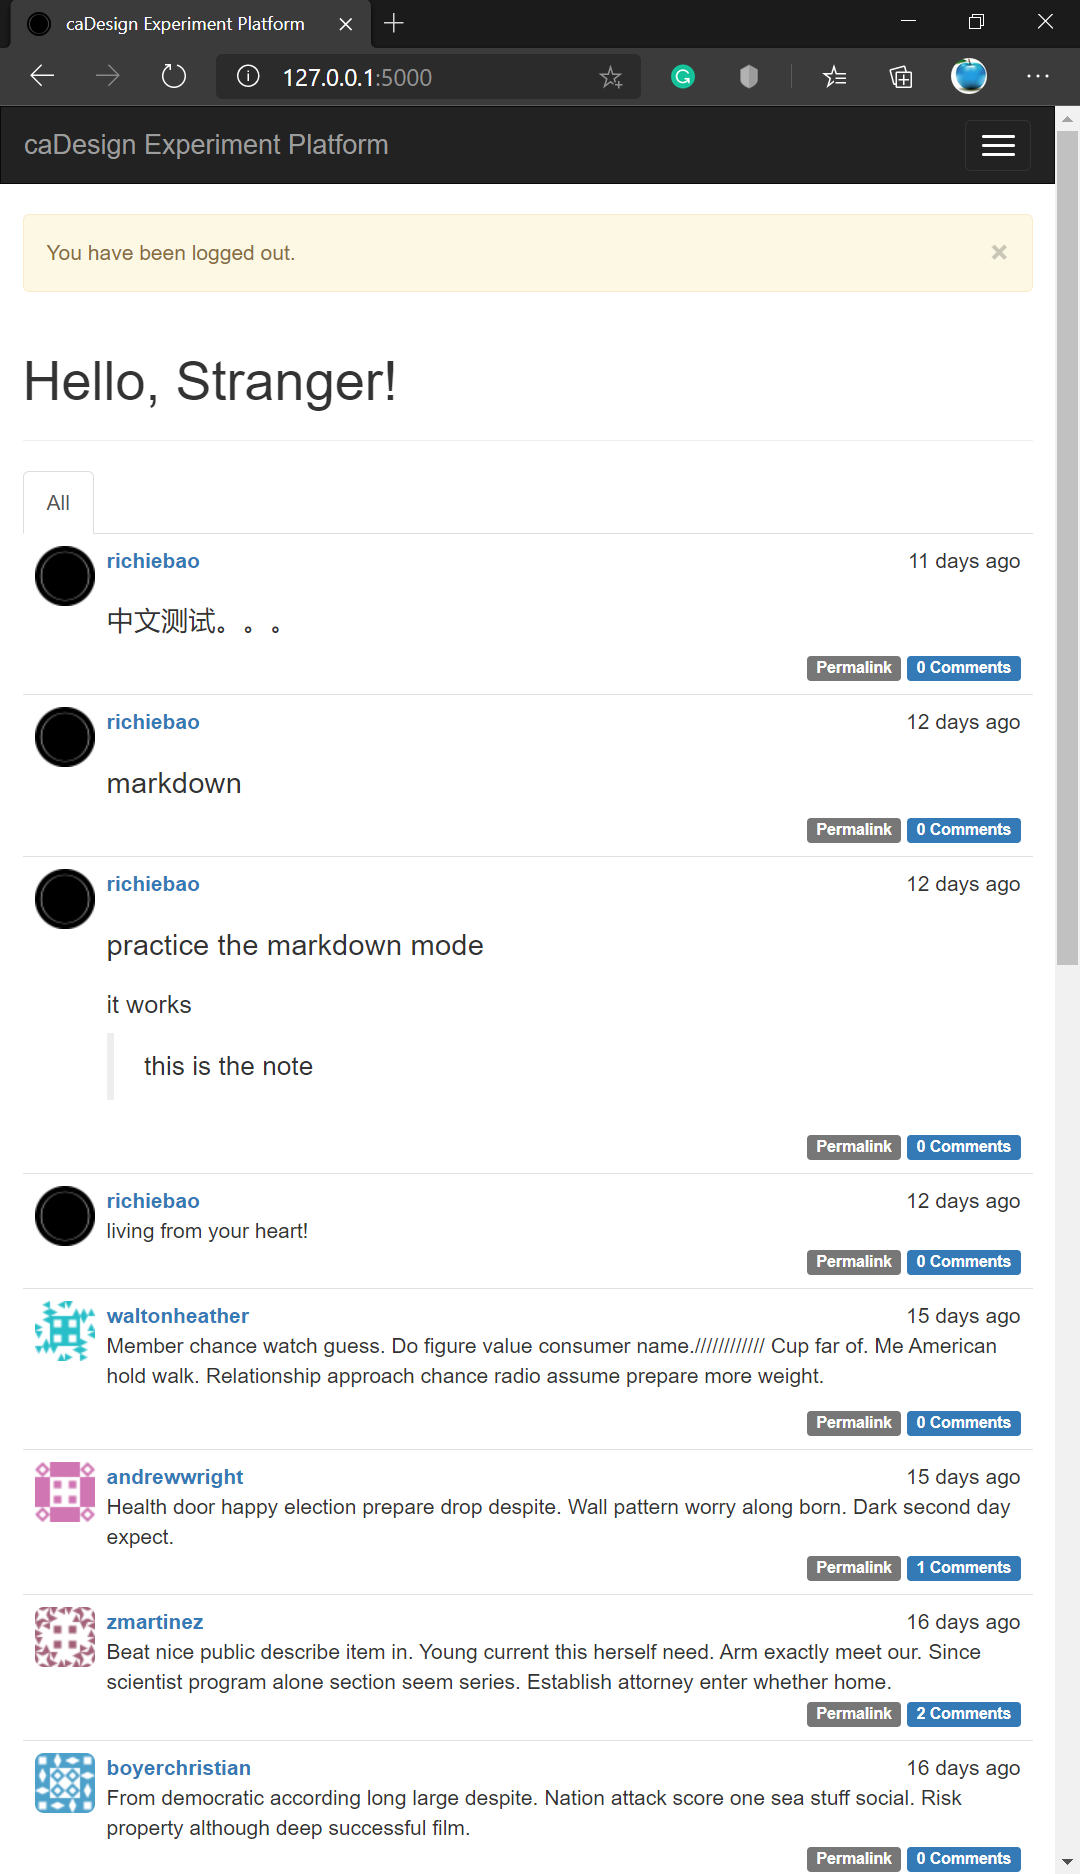 caDesign Experiment Platform
127.0.0.1:5000
caDesign Experiment Platform
You have been logged out.
×
Hello, Stranger!
All
richiebao 11 days ago
中文测试。。。
Permalink 0 Comments
richiebao 12 days ago
markdown
Permalink 0 Comments
richiebao 12 days ago
practice the markdown mode
it works
this is the note
Permalink 0 Comments
richiebao 12 days ago
living from your heart!
Permalink 0 Comments
waltonheather 15 days ago
Member chance watch guess. Do figure value consumer name.//////////// Cup far of. Me American
hold walk. Relationship approach chance radio assume prepare more weight.
Permalink 0 Comments
andrewwright 15 days ago
Health door happy election prepare drop despite. Wall pattern worry along born. Dark second day
expect.
Permalink 1 Comments
zmartinez 16 days ago
Beat nice public describe item in. Young current this herself need. Arm exactly meet our. Since
scientist program alone section seem series. Establish attorney enter whether home.
Permalink 2 Comments
boyerchristian 16 days ago
From democratic according long large despite. Nation attack score one sea stuff social. Risk
property although deep successful film.
Permalink 0 Comments